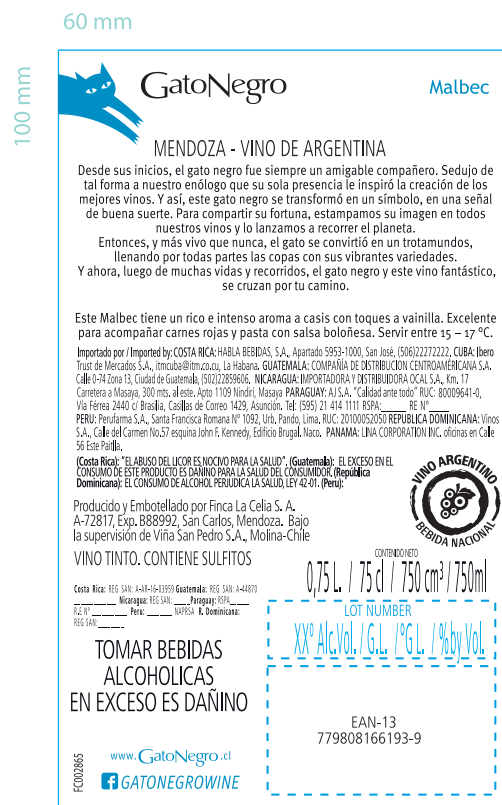 60 mm
100 mm
GatoNegro
Malbec
MENDOZA - VINO DE ARGENTINA
Desde sus inicios, el gato negro fue siempre un amigable compañero. Sedujo de
tal forma a nuestro enólogo que su sola presencia le inspiró la creación de los
mejores vinos. Y así, este gato negro se transformó en un símbolo, en una señal
de buena suerte. Para compartir su fortuna, estampamos su imagen en todos
nuestros vinos y lo lanzamos a recorrer el planeta.
Entonces, y más vivo que nunca, el gato se convirtió en un trotamundos,
llenando por todas partes las copas con sus vibrantes variedades.
Y ahora, luego de muchas vidas y recorridos, el gato negro y este vino fantástico,
se cruzan por tu camino.
Este Malbec tiene un rico e intenso aroma a casis con toques a vainilla. Excelente
para acompañar carnes rojas y pasta con salsa boloñesa. Servir entre 15 – 17 °C.
Importado por / Imported by: COSTA RICA: HABLA BEBIDAS, S.A., Apartado 5953-1000, San José, (506)22272222. CUBA: Ibero
Trust de Mercados S.A., itmcuba@itm.co.cu, La Habana. GUATEMALA: COMPAÑÍA DE DISTRIBUCION CENTROAMÉRICANA S.A.
Calle 0-74 Zona 13, Ciudad de Guatemala, (502)22859606. NICARAGUA: IMPORTADORA Y DISTRIBUIDORA OCAL S.A., Km. 17
Carretera a Masaya, 300 mts. al este. Apto 1109 Nindirí, Masaya PARAGUAY: AJ S.A. "Calidad ante todo" RUC: 80009641-0,
Vía Férrea 2440 c/ Brasilia, Casillas de Correo 1429, Asunción. Tel: (595) 21 414 1111 RSPA:______ RE Nº____
PERU: Perufarma S.A., Santa Francisca Romana Nº 1092, Urb. Pando, Lima, RUC: 20100052050 REPUBLICA DOMINICANA: Vinos
S.A., Calle del Carmen No.57 esquina John F. Kennedy, Edificio Brugal. Naco. PANAMA: LINA CORPORATION INC. oficinas en Calle
56 Este Paitilla.
(Costa Rica): "EL ABUSO DEL LICOR ES NOCIVO PARA LA SALUD". (Guatemala): EL EXCESO EN EL
CONSUMO DE ESTE PRODUCTO ES DAÑINO PARA LA SALUD DEL CONSUMIDOR. (República
Dominicana): EL CONSUMO DE ALCOHOL PERJUDICA LA SALUD, LEY 42-01. (Peru):
VINO ARGENTINO
BEBIDA NACIONAL
Producido y Embotellado por Finca La Celia S. A.
A-72817, Exp. B88992, San Carlos, Mendoza. Bajo
la supervisión de Viña San Pedro S.A., Molina-Chile
VINO TINTO. CONTIENE SULFITOS
CONTENIDO NETO
0,75 L. / 75 cl / 750 cm³ / 750ml
Costa Rica: REG SAN: A-AR-16-03959 Guatemala: REG SAN: A-44870
________ Nicaragua: REG SAN: ____ Paraguay: RSPA____
R.E Nº ________ Peru: ______ NAPRSA R. Dominicana:
REG SAN:______
LOT NUMBER
XXº Alc.Vol. / G.L. / ºG L. / % by Vol.
TOMAR BEBIDAS
ALCOHOLICAS
EN EXCESO ES DAÑINO
EAN-13
779808166193-9
FC002865
www.GatoNegro.cl
f GATONEGROWINE